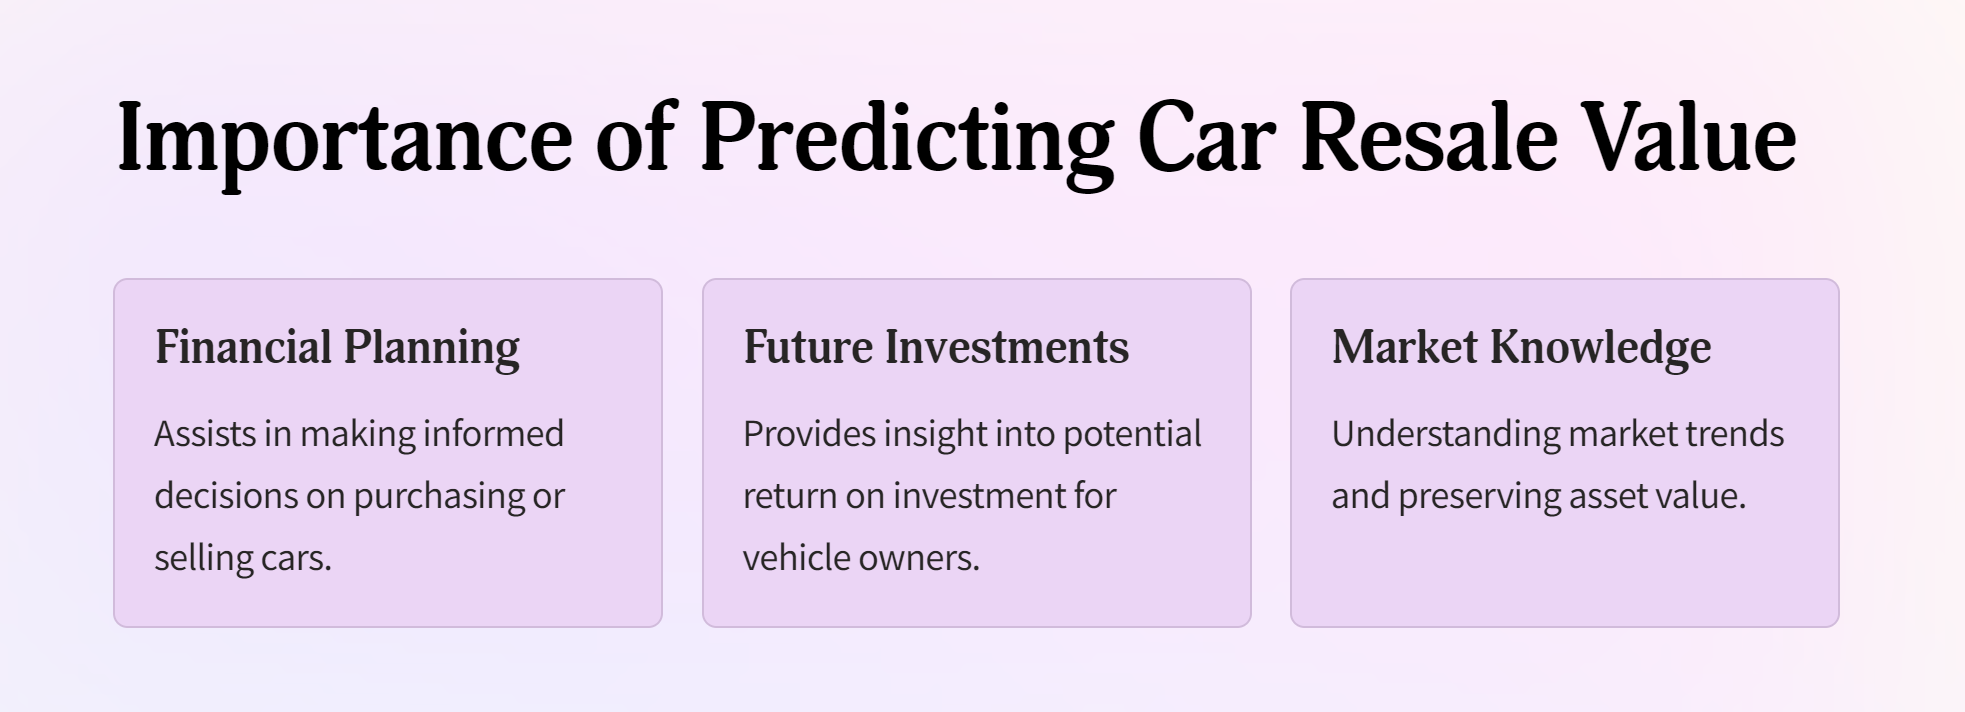 Importance of Predicting Car Resale Value
Financial Planning
Assists in making informed
decisions on purchasing or
selling cars.
Future Investments
Provides insight into potential
return on investment for
vehicle owners.
Market Knowledge
Understanding market trends
and preserving asset value.